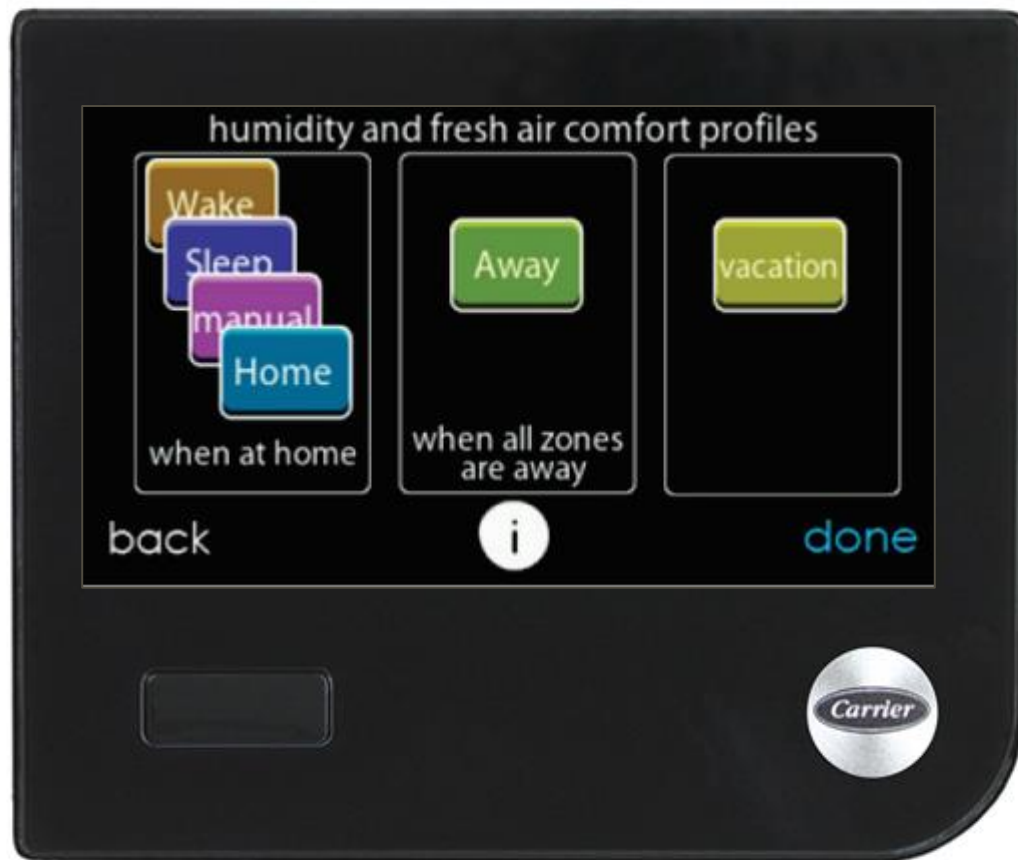 humidity and fresh air comfort profiles
Wake
Sleep
manual
Home
when at home
Away
when all zones
are away
vacation
back
i
done
Carrier